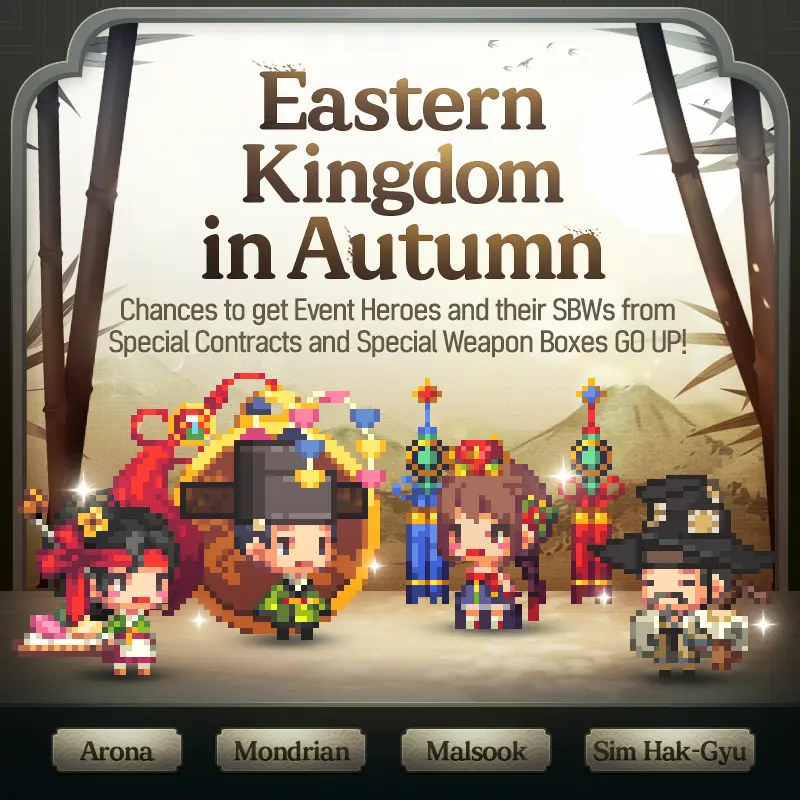 Eastern
Kingdom
in Autumn
Chances to get Event Heroes and their SBWs from
Special Contracts and Special Weapon Boxes GO UP!
Arona
Mondrian
Malsook
Sim Hak-Gyu